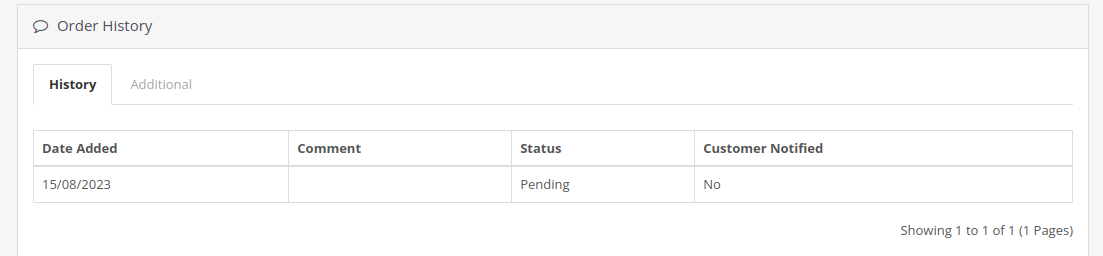 Order History
History Additional
Date Added Comment Status Customer Notified
15/08/2023 Pending No
Showing 1 to 1 of 1 (1 Pages)